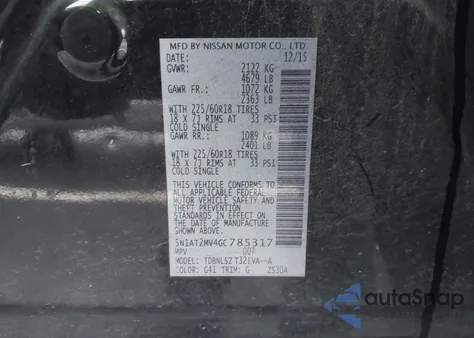 MFD BY NISSAN MOTOR CO., LTD.
DATE: 12/15
GVWR: 2122 KG
4679 LB
GAWR FR.: 1072 KG
2363 LB
WITH 225/60R18 TIRES
18 X 7J RIMS AT 33 PSI
COLD SINGLE
GAWR RR.: 1089 KG
2401 LB
WITH 225/60R18 TIRES
18 X 7J RIMS AT 33 PSI
COLD SINGLE
THIS VEHICLE CONFORMS TO
ALL APPLICABLE FEDERAL
MOTOR VEHICLE SAFETY
STANDARDS IN EFFECT ON THE
DATE OF MANUFACTURE
SHOWN ABOVE.
5N1AT2MV4GC785317
MPV 007
MODEL: TDBNLSZ T32EVA--A
COLOR: G41 TRIM: G ZS30A
autoSnap